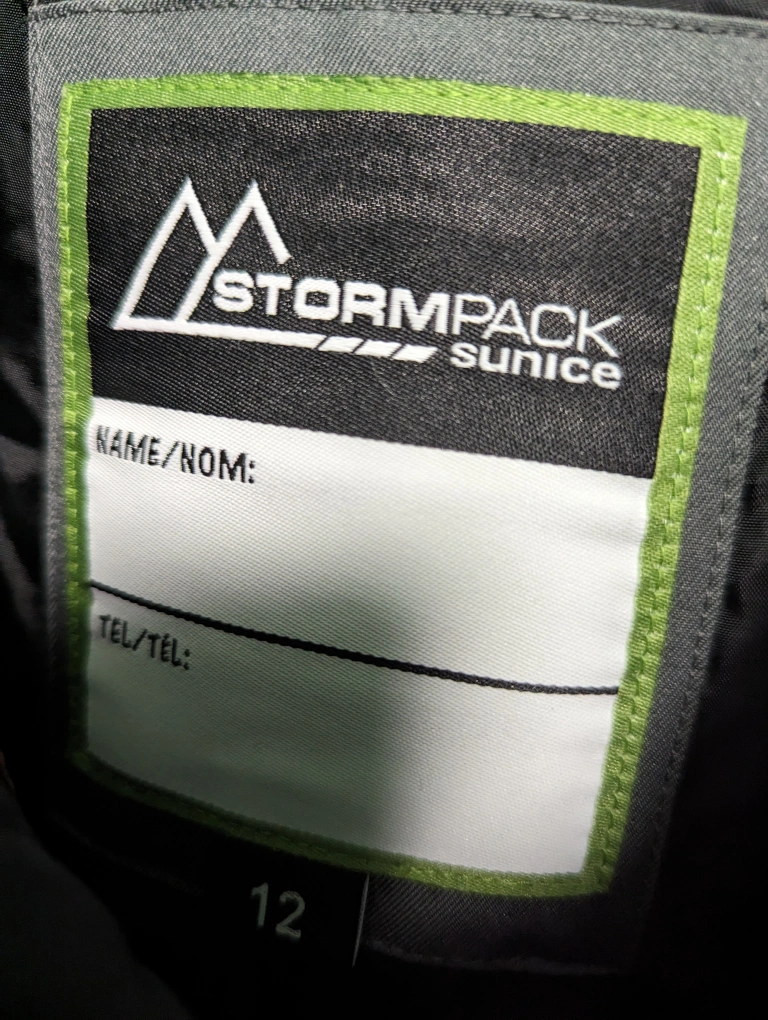 STORMPACK
sunice
NAME/NOM:
TEL/TÉL:
12